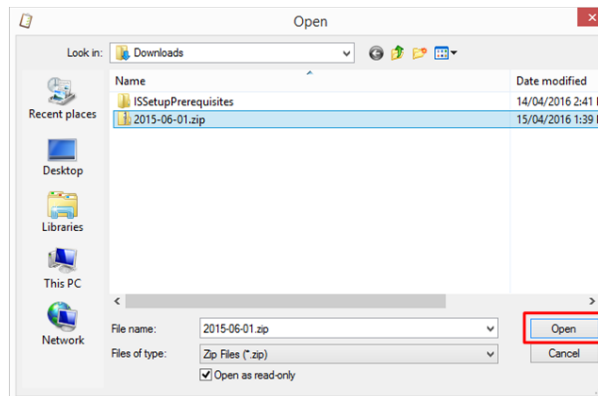 Open
Look in: Downloads
Name Date modified
ISSetupPrerequisites 14/04/2016 2:41
2015-06-01.zip 15/04/2016 1:39
Recent places
Desktop
Libraries
This PC
Network
File name: 2015-06-01.zip Open
Files of type: Zip Files (*.zip) Cancel
Open as read-only